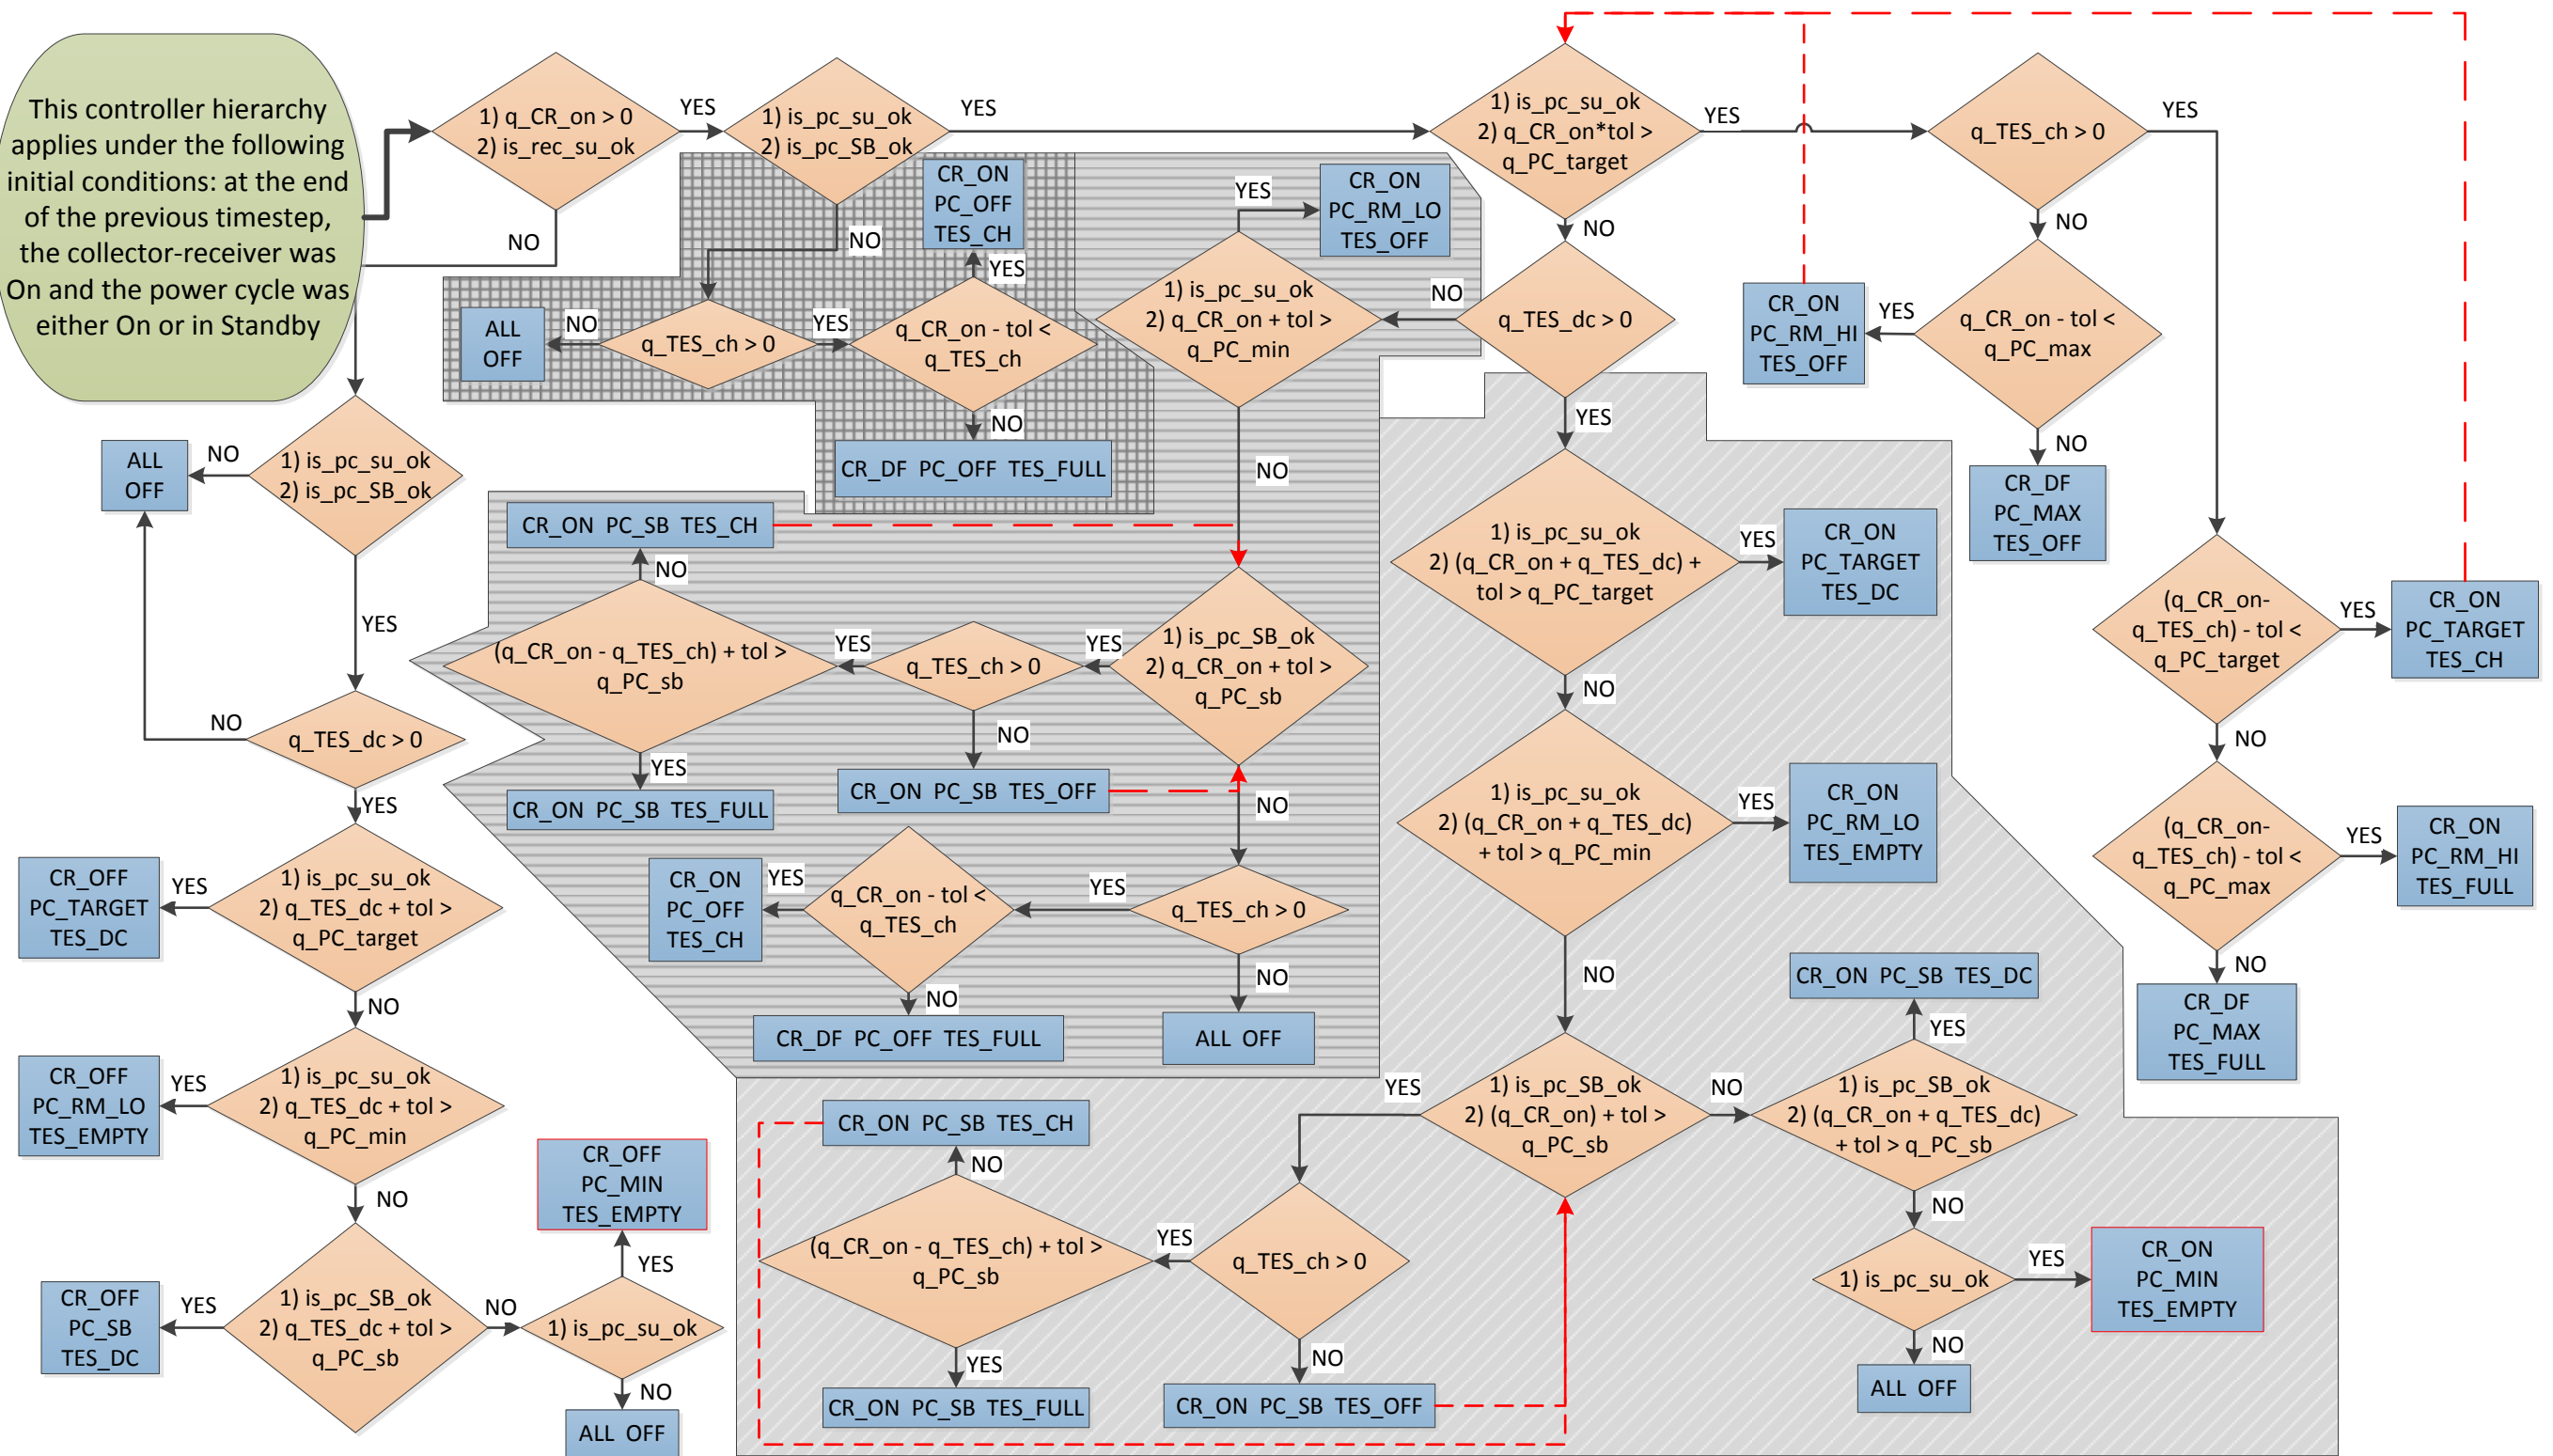 This controller hierarchy
applies under the following
initial conditions: at the end
of the previous timestep,
the collector-receiver was
On and the power cycle was
either On or in Standby
1) q_CR_on > 0
2) is_rec_su_ok
YES
NO
1) is_pc_su_ok
2) is_pc_SB_ok
YES
NO
1) is_pc_su_ok
2) q_CR_on*tol >
q_PC_target
YES
NO
q_TES_ch > 0
YES
NO
CR_ON
PC_OFF
TES_CH
YES
ALL
OFF
NO
q_TES_ch > 0
YES
q_CR_on - tol <
q_TES_ch
NO
CR_DF PC_OFF TES_FULL
YES
CR_ON
PC_RM_LO
TES_OFF
1) is_pc_su_ok
2) q_CR_on + tol >
q_PC_min
NO
NO
q_TES_dc > 0
YES
CR_ON
PC_RM_HI
TES_OFF
YES
q_CR_on - tol <
q_PC_max
NO
CR_DF
PC_MAX
TES_OFF
ALL
OFF
NO
1) is_pc_su_ok
2) is_pc_SB_ok
YES
NO
q_TES_dc > 0
YES
CR_OFF
PC_TARGET
TES_DC
YES
1) is_pc_su_ok
2) q_TES_dc + tol >
q_PC_target
NO
CR_OFF
PC_RM_LO
TES_EMPTY
YES
1) is_pc_su_ok
2) q_TES_dc + tol >
q_PC_min
NO
CR_OFF
PC_SB
TES_DC
YES
1) is_pc_SB_ok
2) q_TES_dc + tol >
q_PC_sb
NO
CR_OFF
PC_MIN
TES_EMPTY
YES
1) is_pc_su_ok
NO
ALL OFF
CR_ON PC_SB TES_CH
NO
(q_CR_on - q_TES_ch) + tol >
q_PC_sb
YES
CR_ON PC_SB TES_FULL
YES
q_TES_ch > 0
NO
CR_ON PC_SB TES_OFF
YES
1) is_pc_SB_ok
2) q_CR_on + tol >
q_PC_sb
NO
CR_ON
PC_OFF
TES_CH
YES
q_CR_on - tol <
q_TES_ch
NO
CR_DF PC_OFF TES_FULL
YES
q_TES_ch > 0
NO
ALL OFF
1) is_pc_su_ok
2) (q_CR_on + q_TES_dc) +
tol > q_PC_target
YES
CR_ON
PC_TARGET
TES_DC
NO
1) is_pc_su_ok
2) (q_CR_on + q_TES_dc)
+ tol > q_PC_min
YES
CR_ON
PC_RM_LO
TES_EMPTY
NO
YES
1) is_pc_SB_ok
2) (q_CR_on) + tol >
q_PC_sb
NO
CR_ON PC_SB TES_DC
YES
1) is_pc_SB_ok
2) (q_CR_on + q_TES_dc)
+ tol > q_PC_sb
NO
1) is_pc_su_ok
YES
CR_ON
PC_MIN
TES_EMPTY
NO
ALL OFF
CR_ON PC_SB TES_CH
NO
(q_CR_on - q_TES_ch) + tol >
q_PC_sb
YES
CR_ON PC_SB TES_FULL
YES
q_TES_ch > 0
NO
CR_ON PC_SB TES_OFF
(q_CR_on-
q_TES_ch) - tol <
q_PC_target
YES
CR_ON
PC_TARGET
TES_CH
NO
(q_CR_on-
q_TES_ch) - tol <
q_PC_max
YES
CR_ON
PC_RM_HI
TES_FULL
NO
CR_DF
PC_MAX
TES_FULL